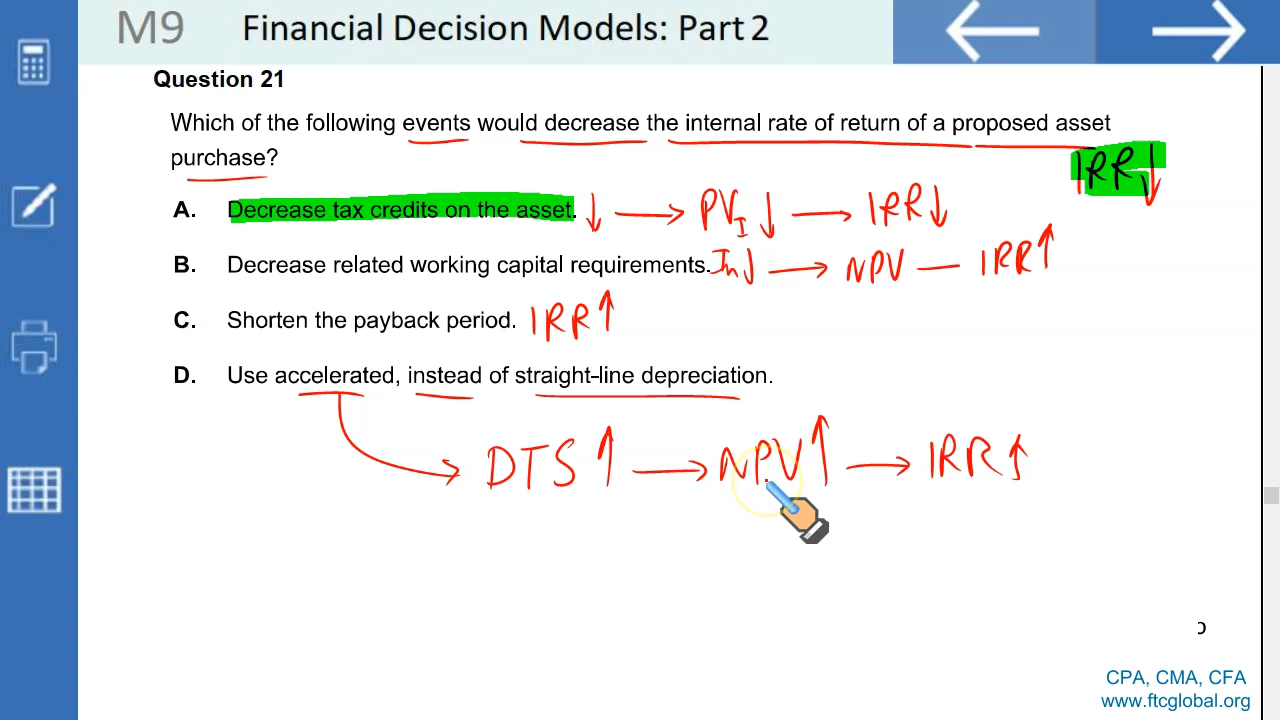 M9 Financial Decision Models: Part 2
Question 21
Which of the following events would decrease the internal rate of return of a proposed asset
purchase?
IRR↓
A. Decrease tax credits on the asset. ↓ → PVI ↓ → IRR↓
B. Decrease related working capital requirements. In↓ → NPV — IRR↑
C. Shorten the payback period. IRR↑
D. Use accelerated, instead of straight-line depreciation.
DTS↑ → NPV↑ → IRR↑
CPA, CMA, CFA
www.ftcglobal.org